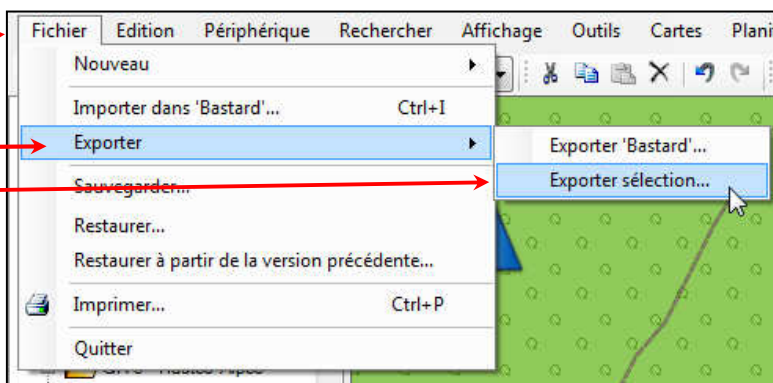 Fichier Edition Périphérique Rechercher Affichage Outils Cartes
Nouveau
Importer dans 'Bastard'... Ctrl+I
Exporter
Exporter 'Bastard'...
Sauvegarder...
Exporter sélection...
Restaurer...
Restaurer à partir de la version précédente...
Imprimer... Ctrl+P
Quitter